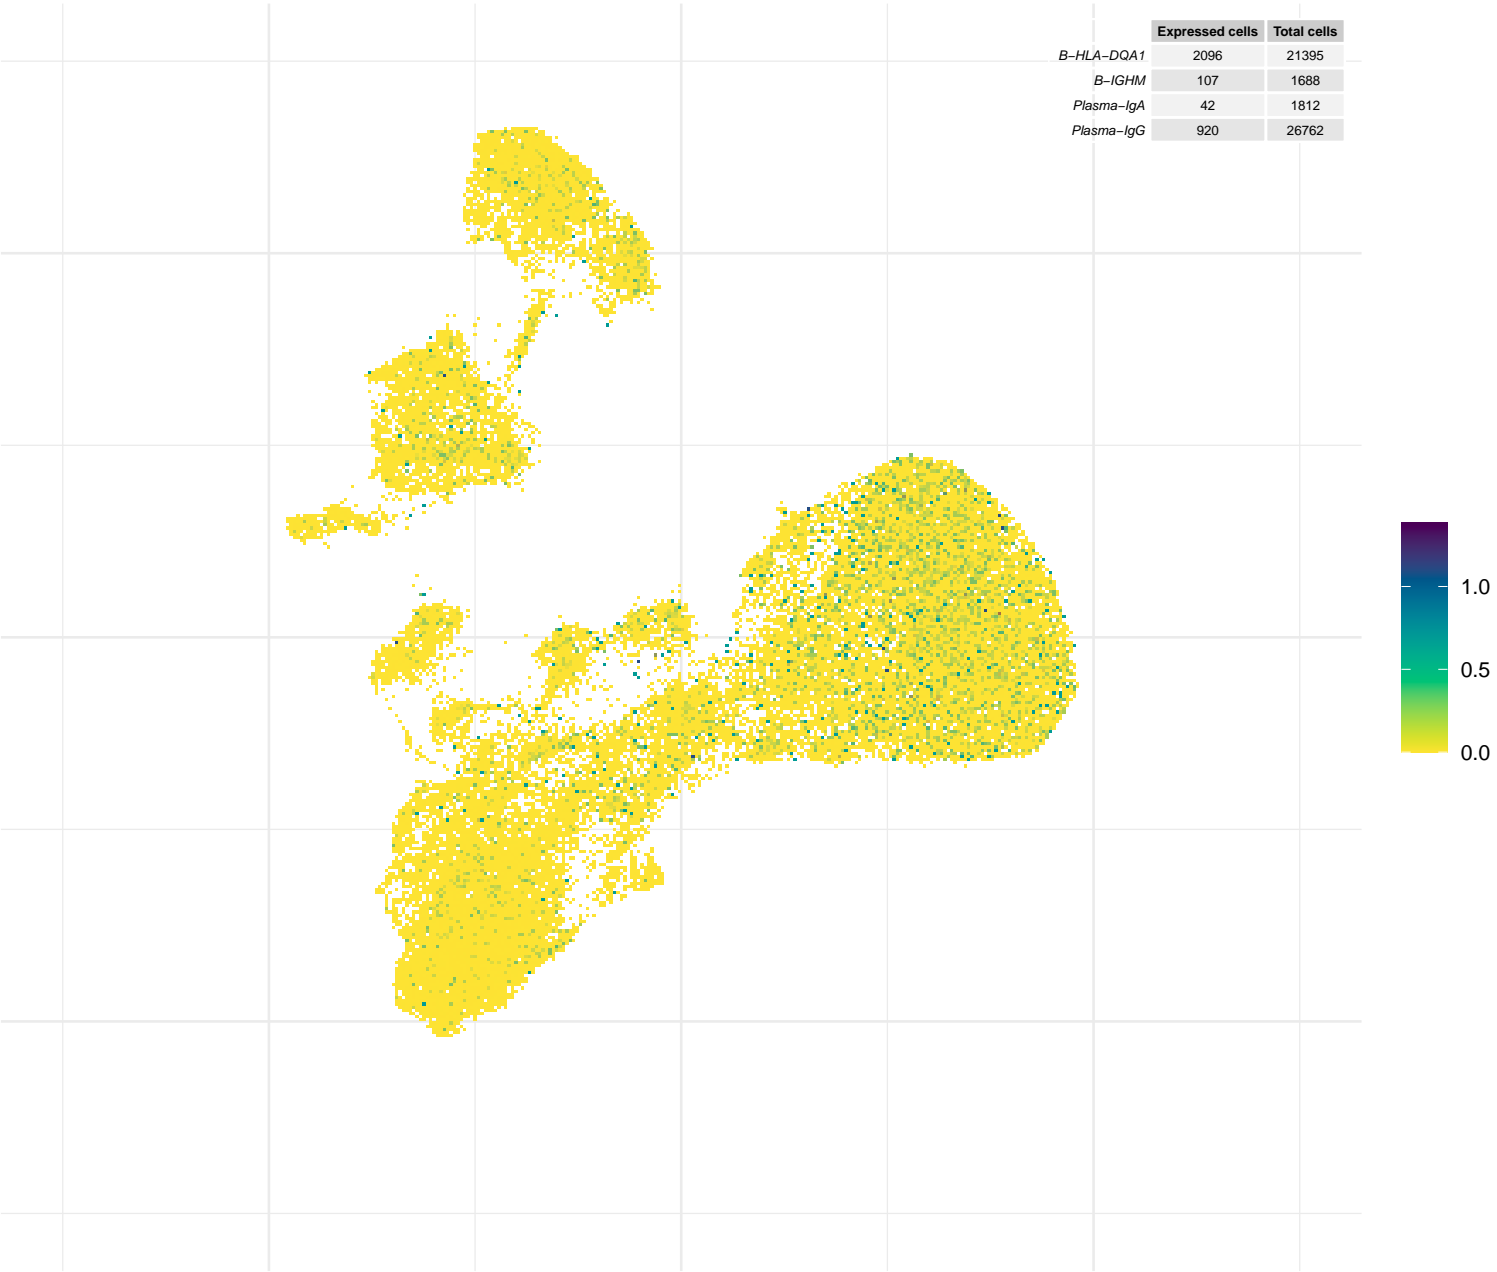 Expressed cells Total cells
B−HLA−DQA1 2096 21395
B−IGHM 107 1688
Plasma−IgA 42 1812
Plasma−IgG 920 26762
1.0
0.5
0.0